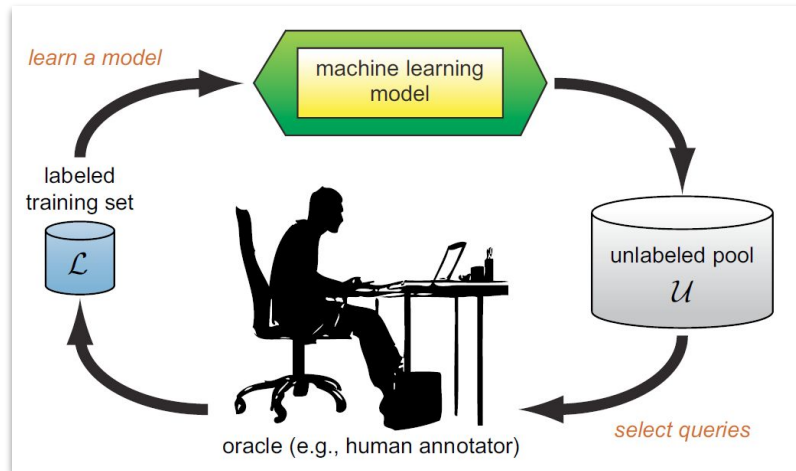 learn a model
machine learning
model
labeled
training set
ℒ
unlabeled pool
𝒰
oracle (e.g., human annotator)
select queries